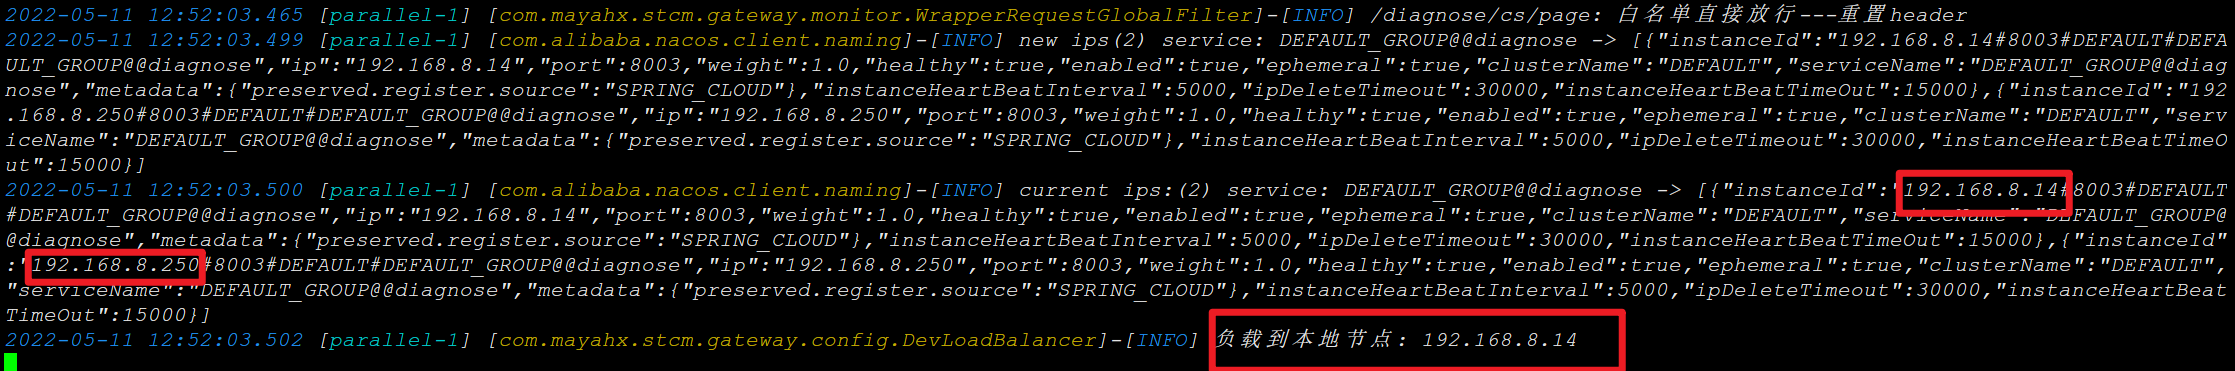 2022-05-11 12:52:03.465 [parallel-1] [com.mayahx.stcm.gateway.monitor.WrapperRequestGlobalFilter]-[INFO] /diagnose/cs/page: 白名单直接放行---重置header
2022-05-11 12:52:03.499 [parallel-1] [com.alibaba.nacos.client.naming]-[INFO] new ips(2) service: DEFAULT_GROUP@@diagnose -> [{"instanceId":"192.168.8.14#8003#DEFAULT#DEFA
ULT_GROUP@@diagnose","ip":"192.168.8.14","port":8003,"weight":1.0,"healthy":true,"enabled":true,"ephemeral":true,"clusterName":"DEFAULT","serviceName":"DEFAULT_GROUP@@diag
nose","metadata":{"preserved.register.source":"SPRING_CLOUD"},"instanceHeartBeatInterval":5000,"ipDeleteTimeout":30000,"instanceHeartBeatTimeOut":15000},{"instanceId":"192
.168.8.250#8003#DEFAULT#DEFAULT_GROUP@@diagnose","ip":"192.168.8.250","port":8003,"weight":1.0,"healthy":true,"enabled":true,"ephemeral":true,"clusterName":"DEFAULT","serv
iceName":"DEFAULT_GROUP@@diagnose","metadata":{"preserved.register.source":"SPRING_CLOUD"},"instanceHeartBeatInterval":5000,"ipDeleteTimeout":30000,"instanceHeartBeatTimeO
ut":15000}]
2022-05-11 12:52:03.500 [parallel-1] [com.alibaba.nacos.client.naming]-[INFO] current ips:(2) service: DEFAULT_GROUP@@diagnose -> [{"instanceId":"192.168.8.14#8003#DEFAULT
#DEFAULT_GROUP@@diagnose","ip":"192.168.8.14","port":8003,"weight":1.0,"healthy":true,"enabled":true,"ephemeral":true,"clusterName":"DEFAULT","serviceName":"DEFAULT_GROUP@
@diagnose","metadata":{"preserved.register.source":"SPRING_CLOUD"},"instanceHeartBeatInterval":5000,"ipDeleteTimeout":30000,"instanceHeartBeatTimeOut":15000},{"instanceId"
:"192.168.8.250#8003#DEFAULT#DEFAULT_GROUP@@diagnose","ip":"192.168.8.250","port":8003,"weight":1.0,"healthy":true,"enabled":true,"ephemeral":true,"clusterName":"DEFAULT",
"serviceName":"DEFAULT_GROUP@@diagnose","metadata":{"preserved.register.source":"SPRING_CLOUD"},"instanceHeartBeatInterval":5000,"ipDeleteTimeout":30000,"instanceHeartBeat
TimeOut":15000}]
2022-05-11 12:52:03.502 [parallel-1] [com.mayahx.stcm.gateway.config.DevLoadBalancer]-[INFO] 负载到本地节点: 192.168.8.14